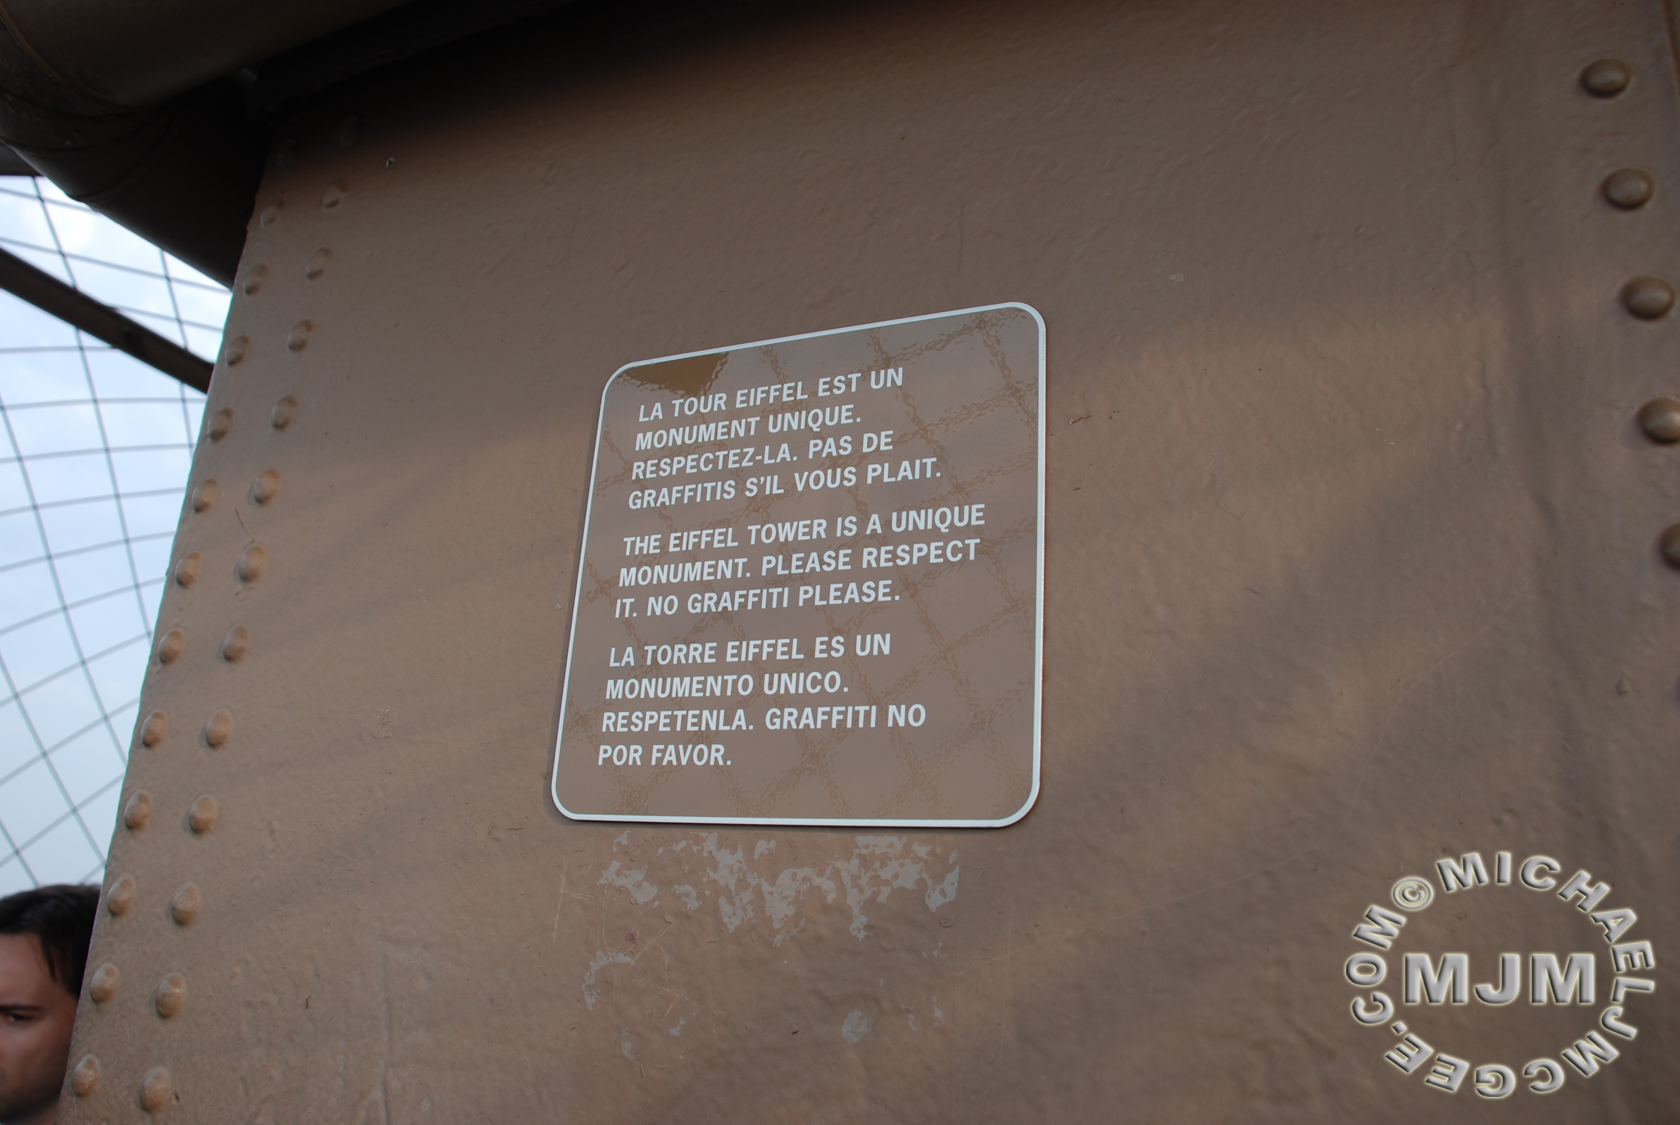 LA TOUR EIFFEL EST UN
MONUMENT UNIQUE.
RESPECTEZ-LA. PAS DE
GRAFFITIS S'IL VOUS PLAIT.
THE EIFFEL TOWER IS A UNIQUE
MONUMENT. PLEASE RESPECT
IT. NO GRAFFITI PLEASE.
LA TORRE EIFFEL ES UN
MONUMENTO UNICO.
RESPETENLA. GRAFFITI NO
POR FAVOR.
©MICHAELJMCGEE.COM
MJM